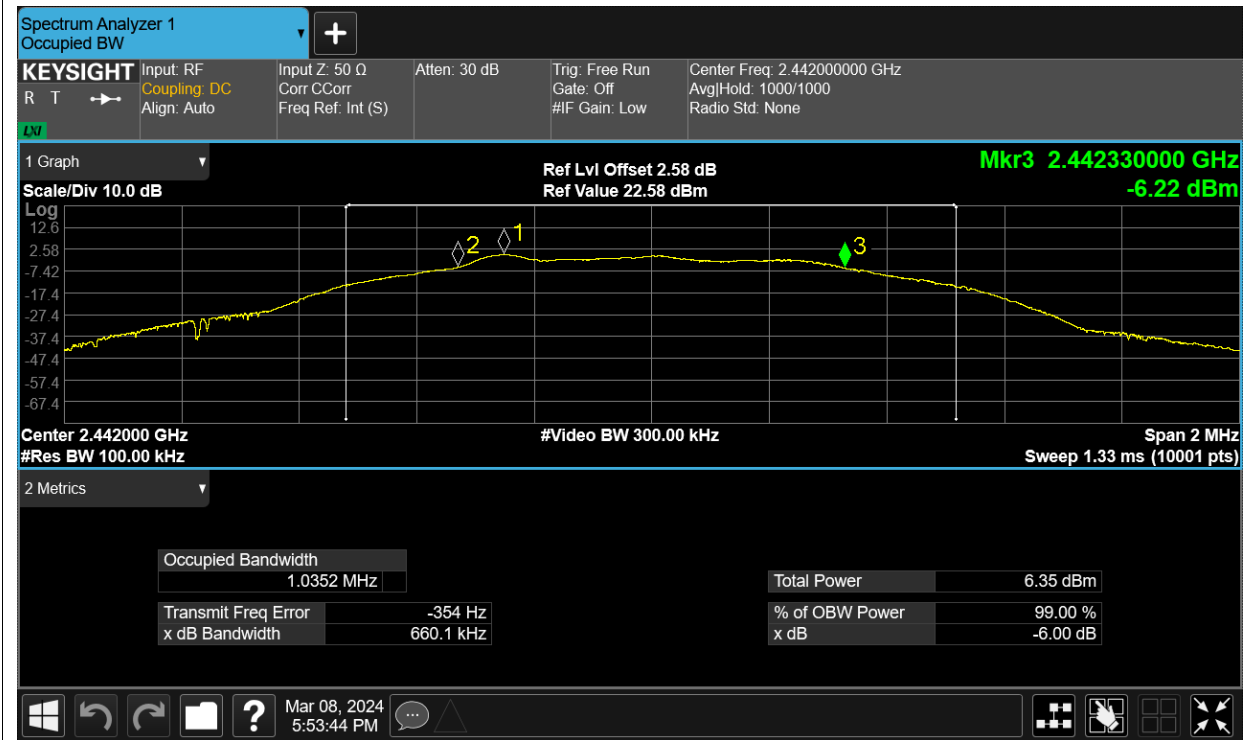 Spectrum Analyzer 1
Occupied BW
KEYSIGHT
R T
LXI
Input: RF
Coupling: DC
Align: Auto
Input Z: 50 Ω
Corr CCorr
Freq Ref: Int (S)
Atten: 30 dB
Trig: Free Run
Gate: Off
#IF Gain: Low
Center Freq: 2.442000000 GHz
Avg|Hold: 1000/1000
Radio Std: None
1 Graph
Scale/Div 10.0 dB
Ref Lvl Offset 2.58 dB
Ref Value 22.58 dBm
Mkr3 2.442330000 GHz
-6.22 dBm
Log
12.6
2.58
-7.42
-17.4
-27.4
-37.4
-47.4
-57.4
-67.4
2
1
3
Center 2.442000 GHz
#Video BW 300.00 kHz
Span 2 MHz
#Res BW 100.00 kHz
Sweep 1.33 ms (10001 pts)
2 Metrics
Occupied Bandwidth
1.0352 MHz
Total Power 6.35 dBm
Transmit Freq Error -354 Hz
% of OBW Power 99.00 %
x dB Bandwidth 660.1 kHz
x dB -6.00 dB
?
Mar 08, 2024
5:53:44 PM